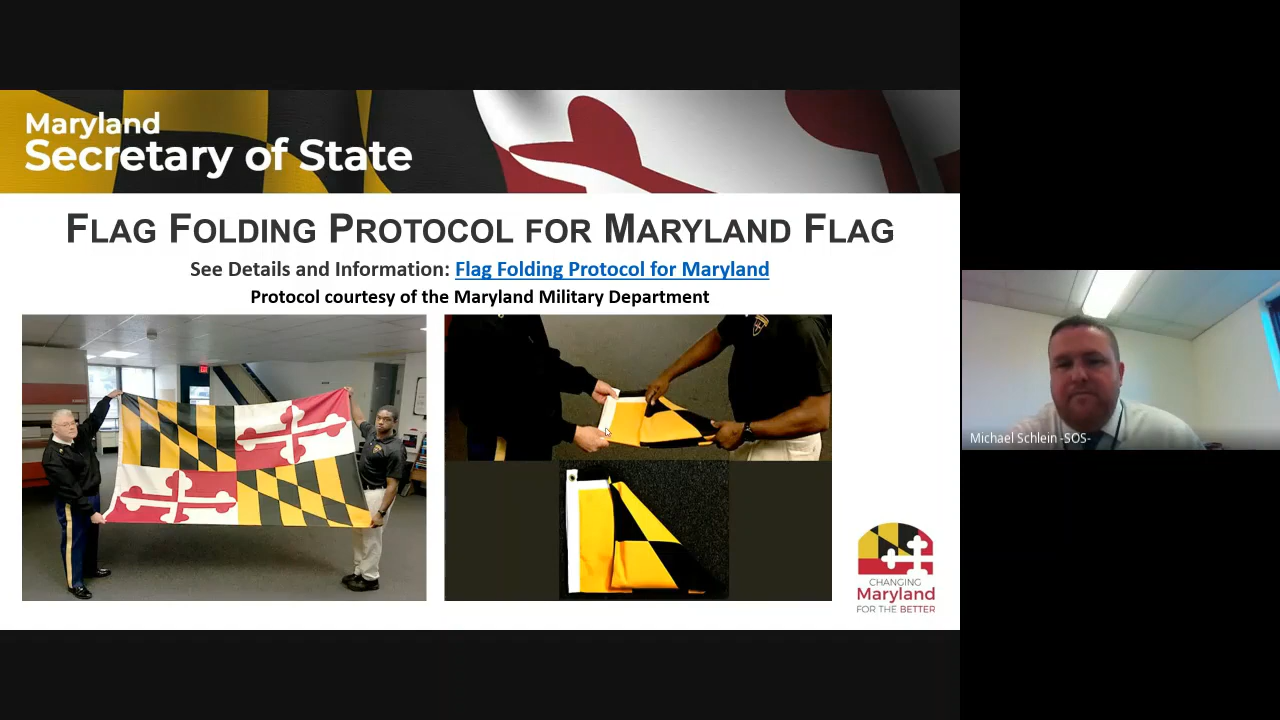 Maryland
Secretary of State
FLAG FOLDING PROTOCOL FOR MARYLAND FLAG
See Details and Information: Flag Folding Protocol for Maryland
Protocol courtesy of the Maryland Military Department
CHANGING
Maryland
FOR THE BETTER
Michael Schlein -SOS-